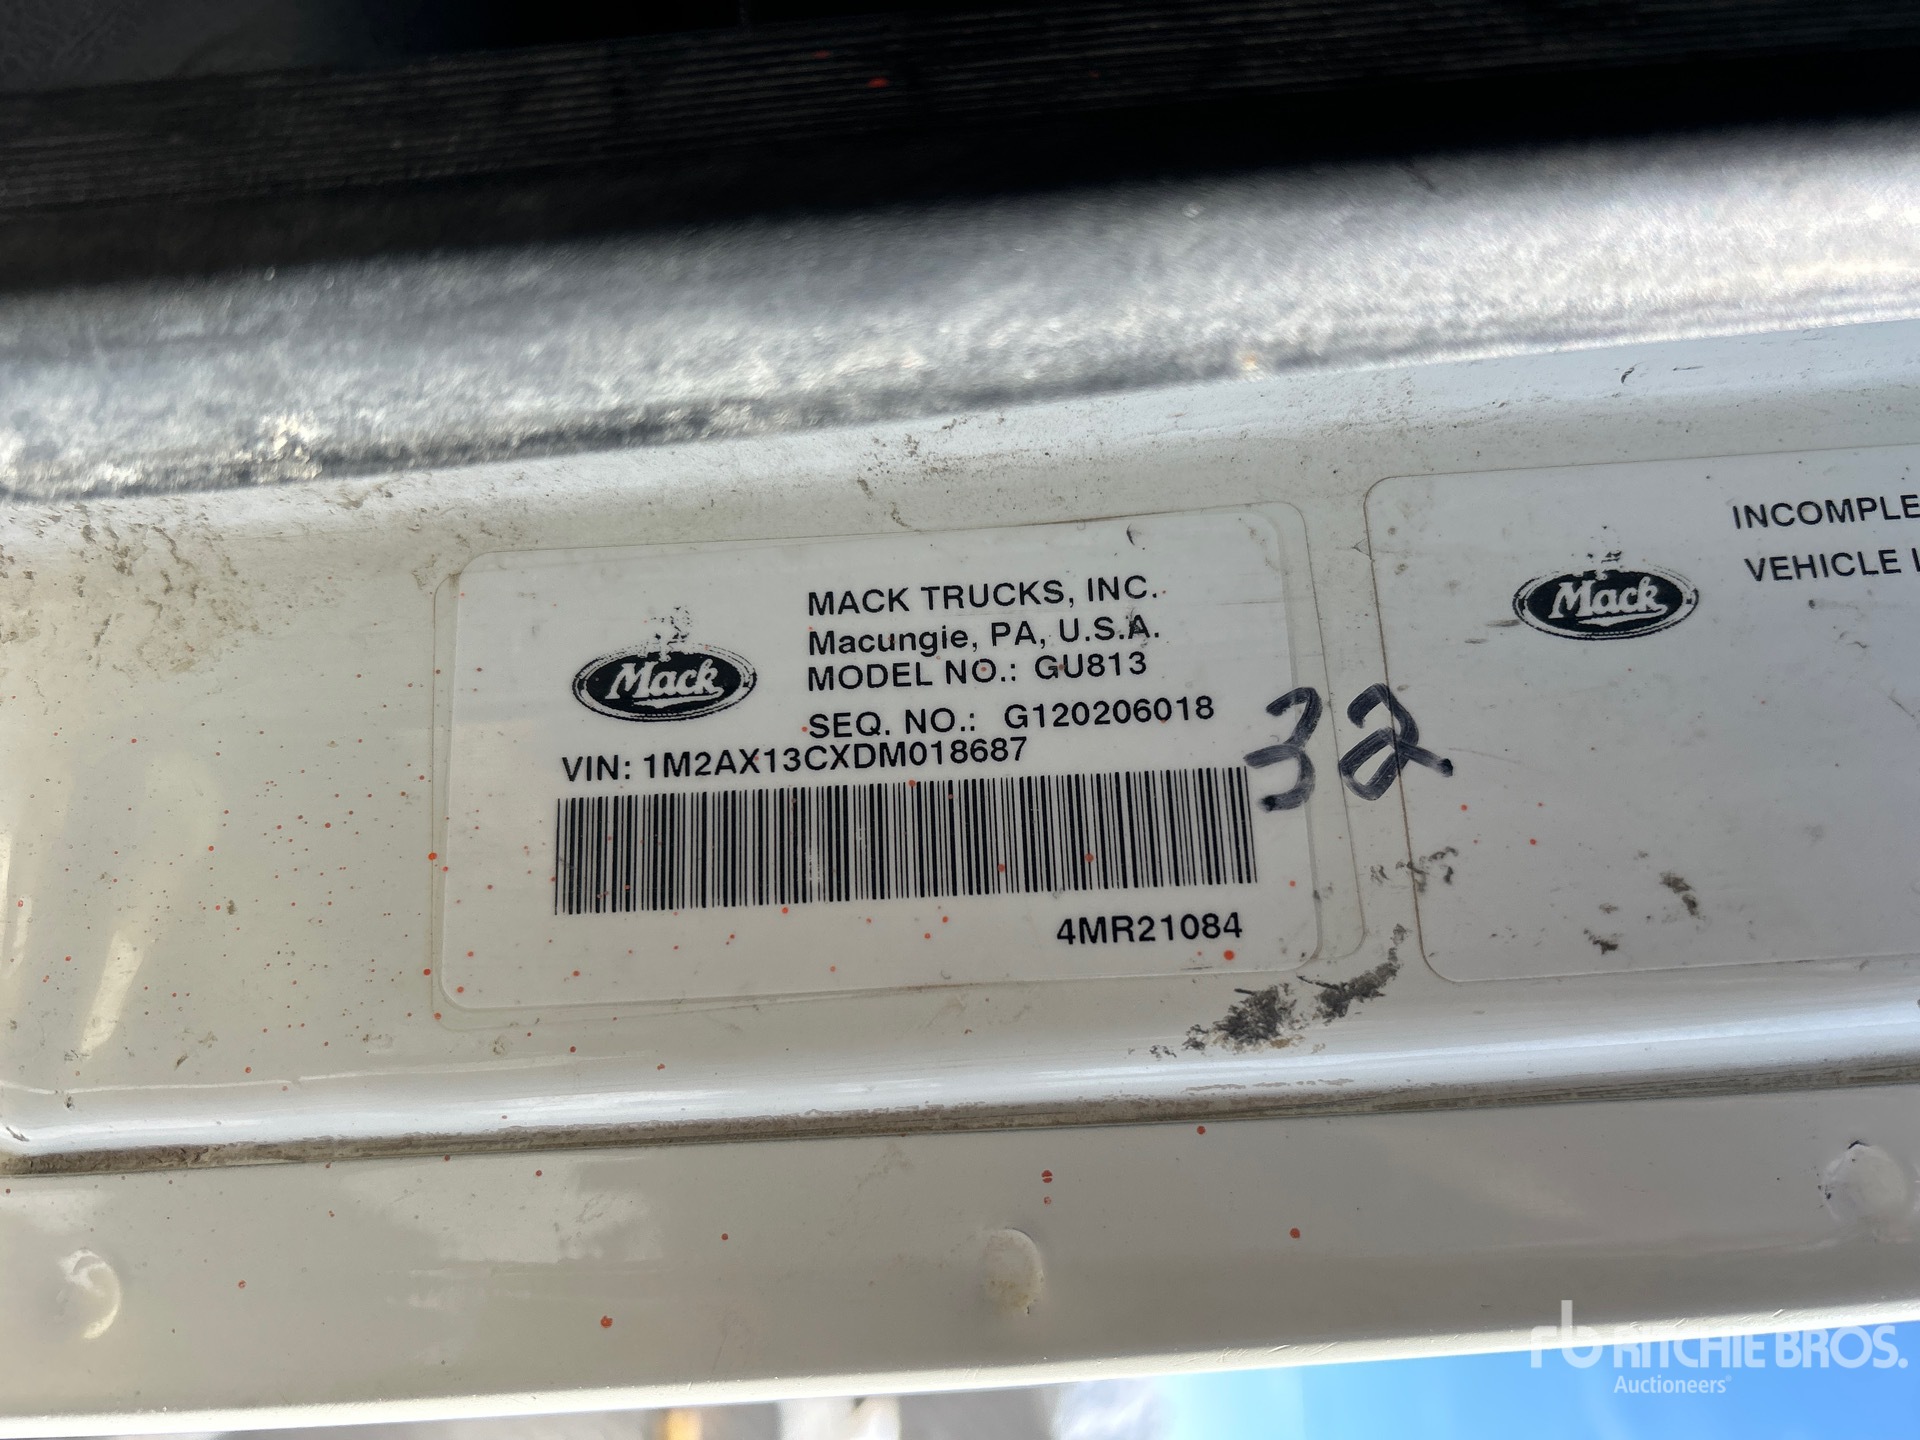 MACK TRUCKS, INC.
Macungie, PA, U.S.A.
MODEL NO.: GU813
SEQ. NO.: G120206018
VIN: 1M2AX13CXDM018687
4MR21084
Mack
32
Mack
INCOMPLE
VEHICLE
rb RITCHIE BROS.
Auctioneers